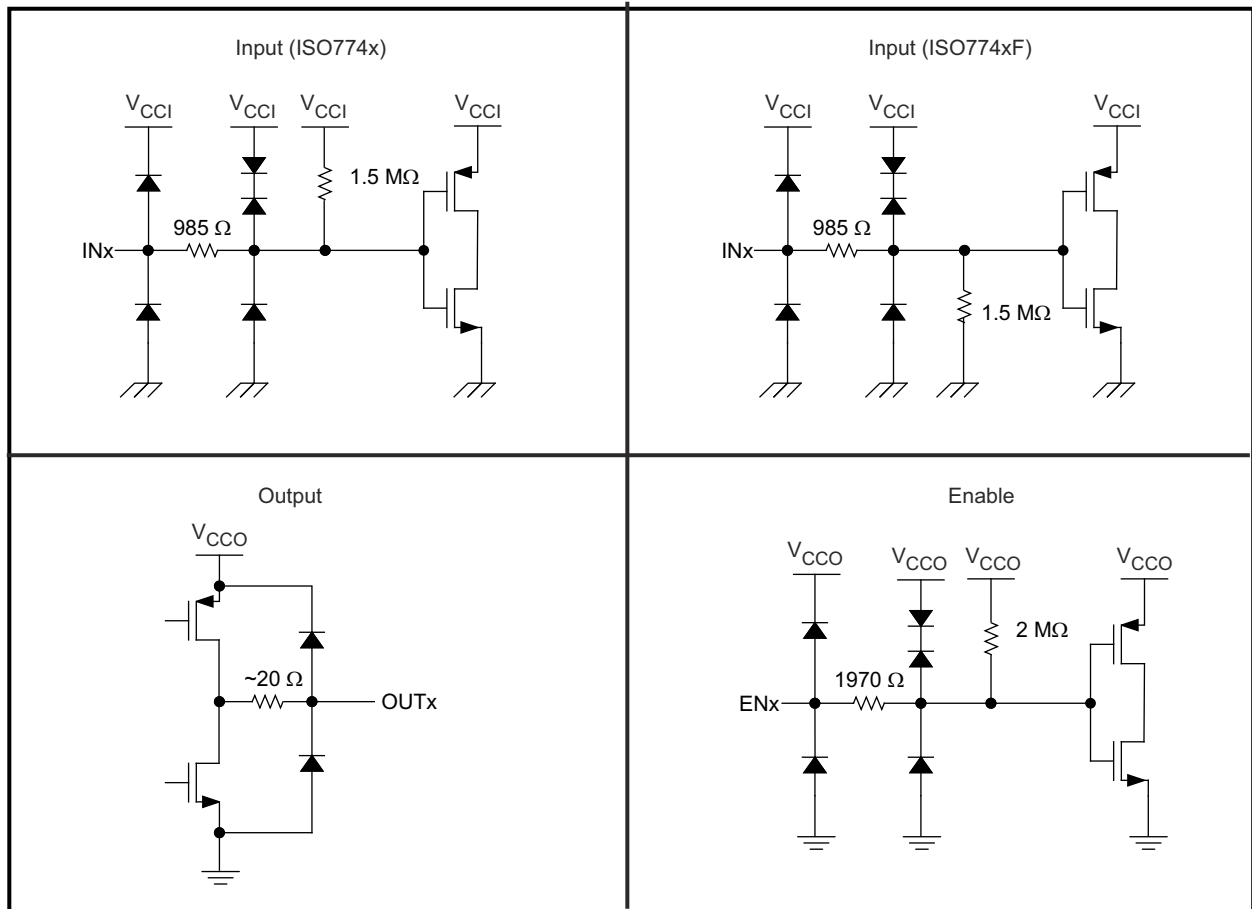 Input (ISO774x)
VCCI VCCI VCCI VCCI
1.5 MΩ
985 Ω
INx
Input (ISO774xF)
VCCI VCCI VCCI
985 Ω
INx
1.5 MΩ
Output
VCCO
~20 Ω
OUTx
Enable
VCCO VCCO VCCO VCCO
2 MΩ
1970 Ω
ENx